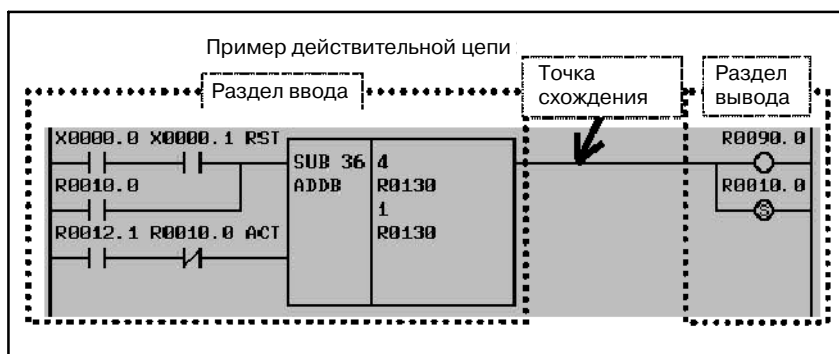 Пример действительной цепи
Раздел ввода
Точка
схождения
Раздел
вывода
X0000.0 X0000.1 RST
R0090.0
SUB 36 4
R0010.0
ADDB R0130
R0010.0
1
S
R0012.1 R0010.0 ACT
R0130